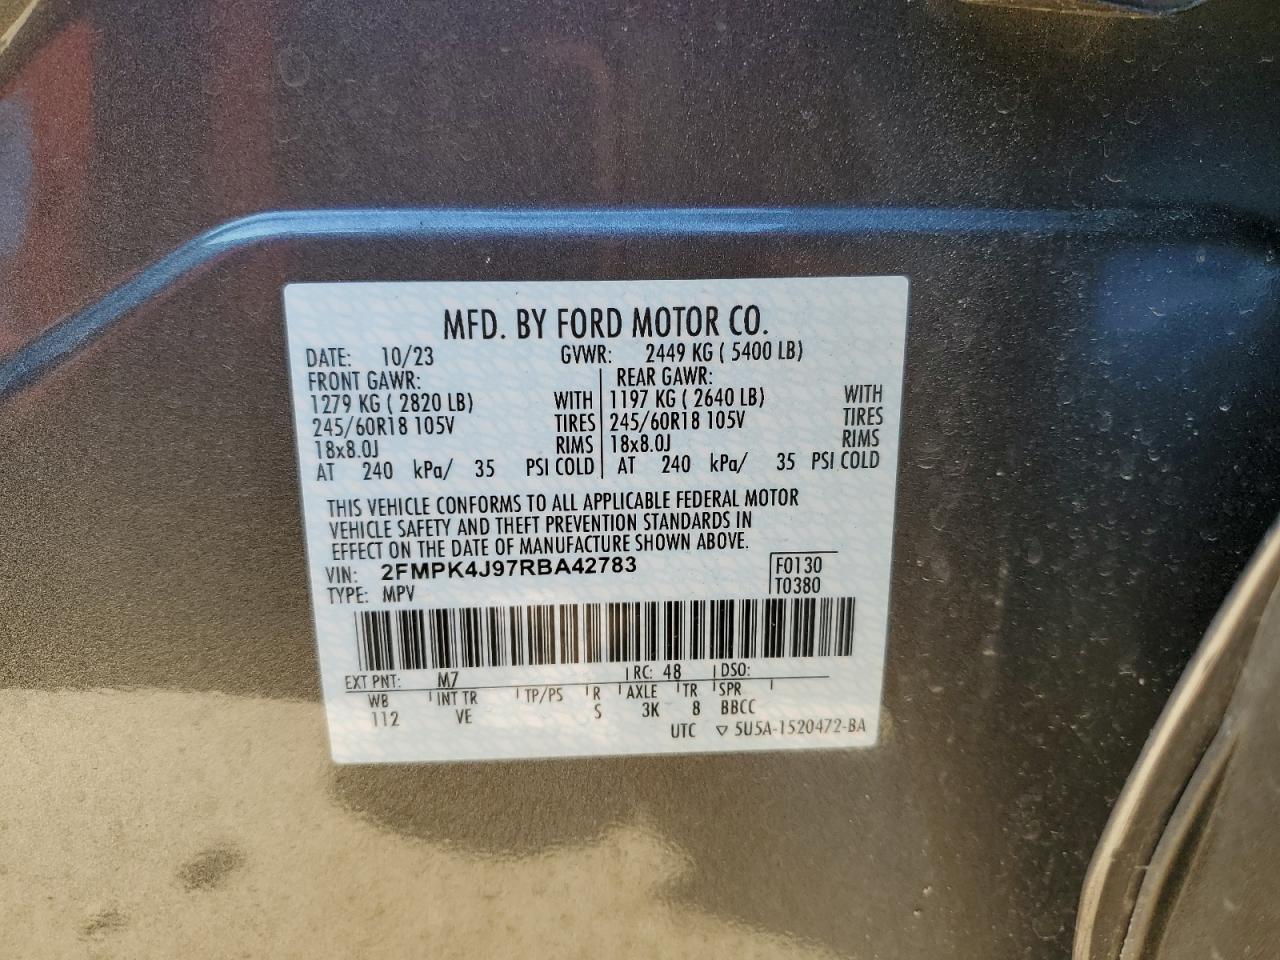 MFD. BY FORD MOTOR CO.
DATE: 10/23 GVWR: 2449 KG ( 5400 LB)
FRONT GAWR: REAR GAWR:
1279 KG ( 2820 LB) WITH 1197 KG ( 2640 LB) WITH
245/60R18 105V TIRES 245/60R18 105V TIRES
18x8.0J RIMS 18x8.0J RIMS
AT 240 kPa/ 35 PSI COLD AT 240 kPa/ 35 PSI COLD
THIS VEHICLE CONFORMS TO ALL APPLICABLE FEDERAL MOTOR
VEHICLE SAFETY AND THEFT PREVENTION STANDARDS IN
EFFECT ON THE DATE OF MANUFACTURE SHOWN ABOVE.
VIN: 2FMPK4J97RBA42783 F0130
TYPE: MPV T0380
EXT PNT: M7 RC: 48 DSO:
WB INT TR TP/PS R AXLE TR SPR
112 VE S 3K 8 BBCC
UTC ▽ 5U5A-1520472-BA